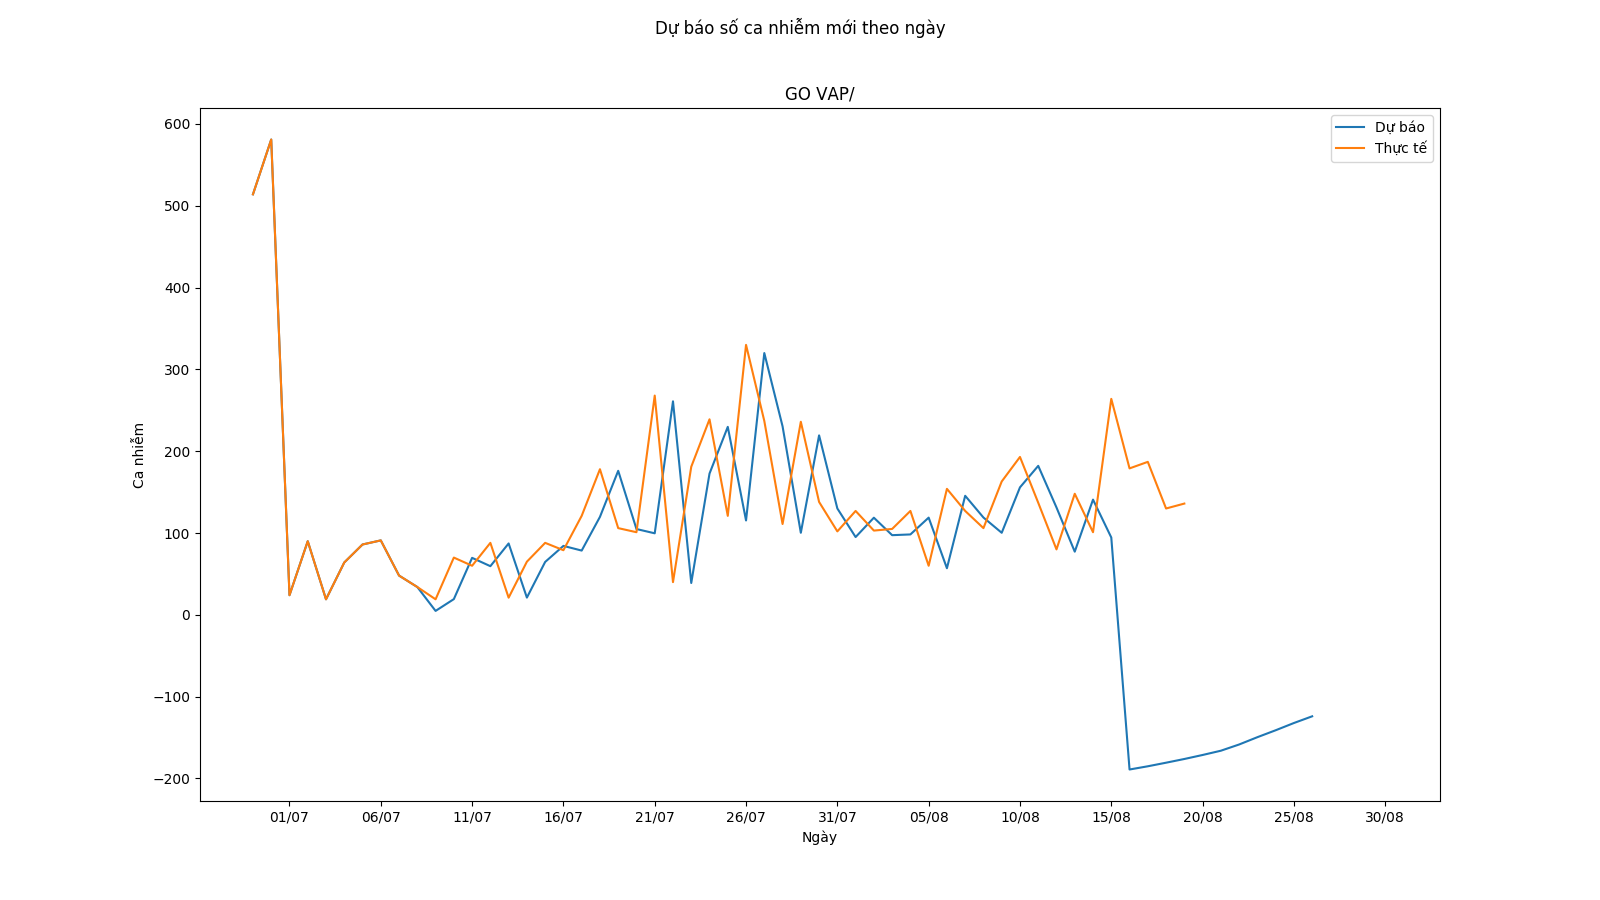 Dự báo số ca nhiễm mới theo ngày
GO VAP/
Dự báo
Thực tế
600
500
400
300
200
100
0
−100
−200
Ca nhiễm
01/07 06/07 11/07 16/07 21/07 26/07 31/07 05/08 10/08 15/08 20/08 25/08 30/08
Ngày